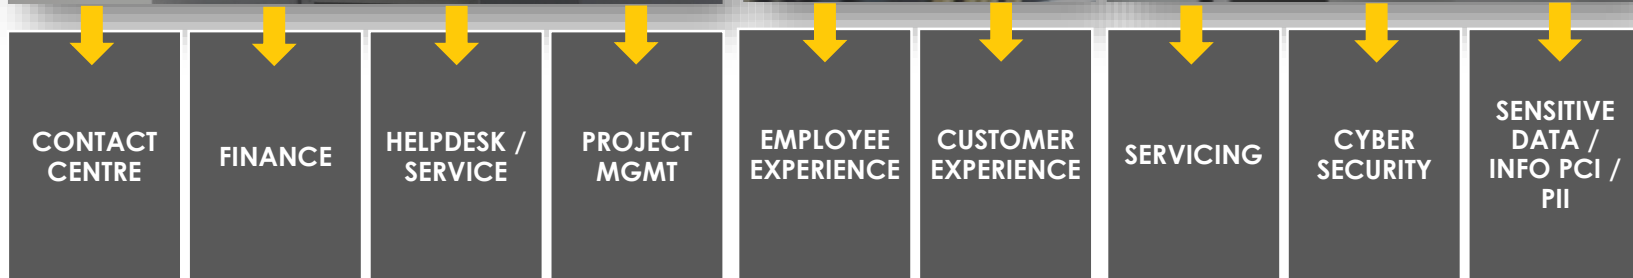 CONTACT
CENTRE
FINANCE
HELPDESK /
SERVICE
PROJECT
MGMT
EMPLOYEE
EXPERIENCE
CUSTOMER
EXPERIENCE
SERVICING
CYBER
SECURITY
SENSITIVE
DATA /
INFO PCI /
PII